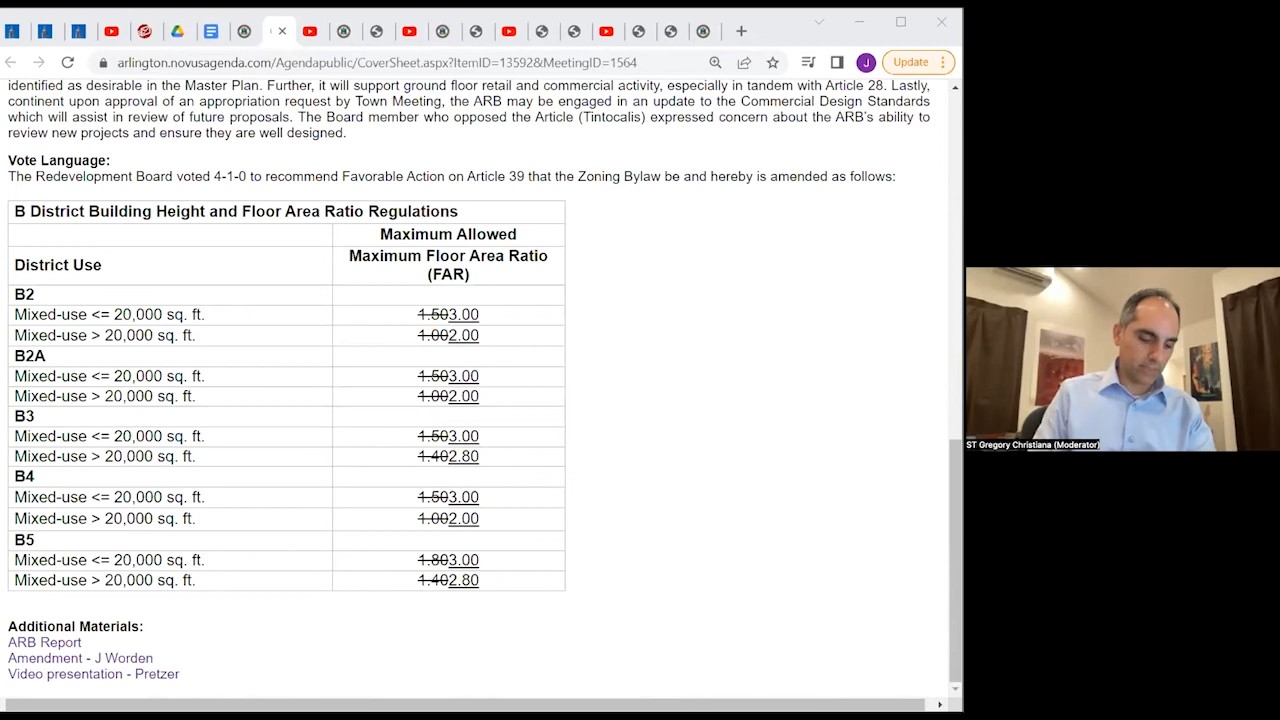 arlington.novusagenda.com/Agendapublic/CoverSheet.aspx?ItemID=13592&MeetingID=1564
J
Update
identified as desirable in the Master Plan. Further, it will support ground floor retail and commercial activity, especially in tandem with Article 28. Lastly,
continent upon approval of an appropriation request by Town Meeting, the ARB may be engaged in an update to the Commercial Design Standards
which will assist in review of future proposals. The Board member who opposed the Article (Tintocalis) expressed concern about the ARB's ability to
review new projects and ensure they are well designed.
Vote Language:
The Redevelopment Board voted 4-1-0 to recommend Favorable Action on Article 39 that the Zoning Bylaw be and hereby is amended as follows:
B District Building Height and Floor Area Ratio Regulations
Maximum Allowed
District Use
Maximum Floor Area Ratio
(FAR)
B2
Mixed-use <= 20,000 sq. ft. 1.503.00
Mixed-use > 20,000 sq. ft. 1.002.00
B2A
Mixed-use <= 20,000 sq. ft. 1.503.00
Mixed-use > 20,000 sq. ft. 1.002.00
B3
Mixed-use <= 20,000 sq. ft. 1.503.00
Mixed-use > 20,000 sq. ft. 1.402.80
B4
Mixed-use <= 20,000 sq. ft. 1.503.00
Mixed-use > 20,000 sq. ft. 1.002.00
B5
Mixed-use <= 20,000 sq. ft. 1.803.00
Mixed-use > 20,000 sq. ft. 1.402.80
Additional Materials:
ARB Report
Amendment - J Worden
Video presentation - Pretzer
ST Gregory Christiana (Moderator)